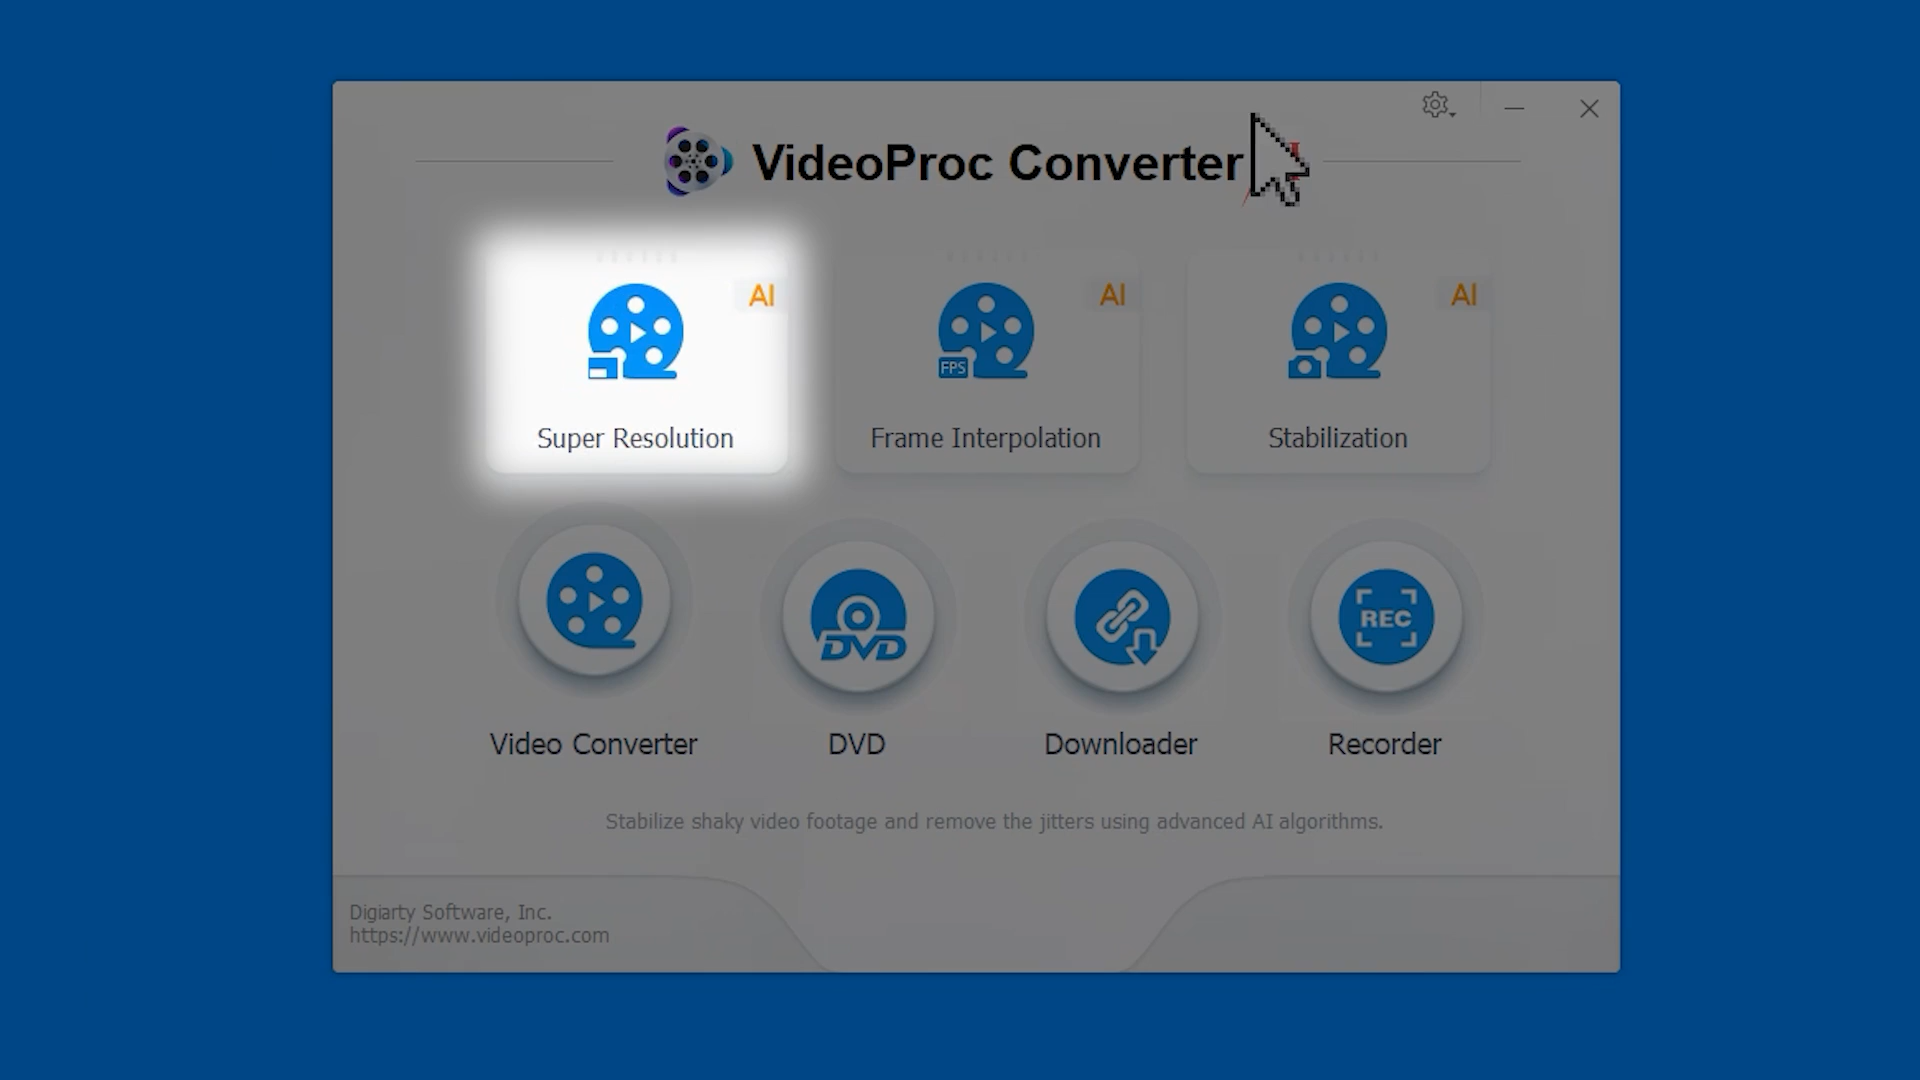 VideoProc Converter
AI
Super Resolution
AI
FPS
Frame Interpolation
AI
Stabilization
Video Converter
DVD
DVD
Downloader
REC
Recorder
Stabilize shaky video footage and remove the jitters using advanced AI algorithms.
Digiarty Software, Inc.
https://www.videoproc.com